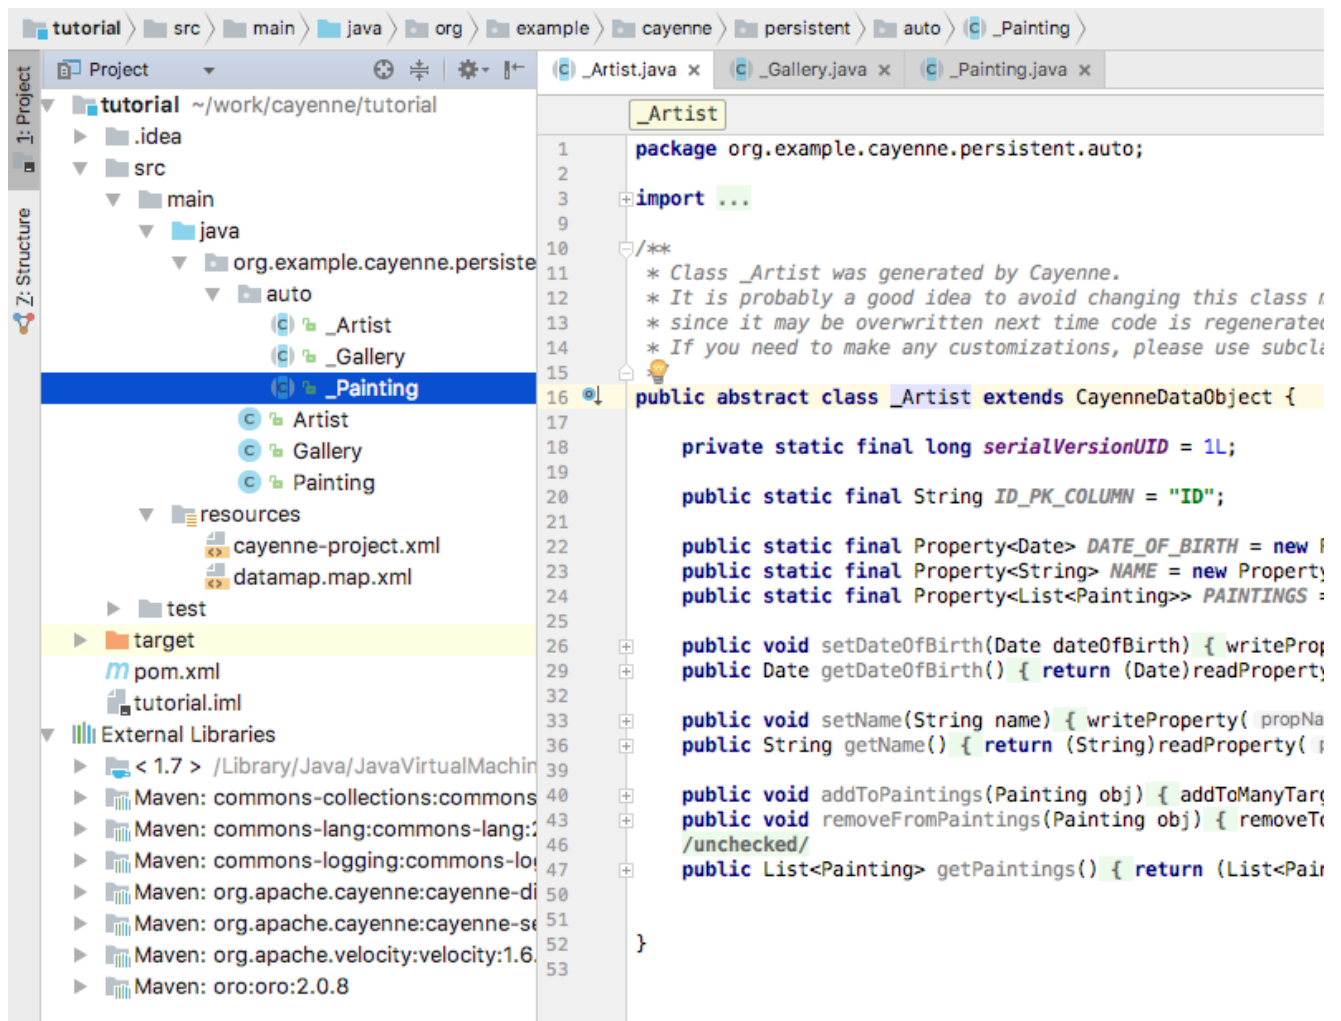 tutorial src main java org example cayenne persistent auto _Painting
1: Project
Z: Structure
Project
tutorial ~/work/cayenne/tutorial
.idea
src
main
java
org.example.cayenne.persiste
auto
_Artist
_Gallery
_Painting
Artist
Gallery
Painting
resources
cayenne-project.xml
datamap.map.xml
test
target
pom.xml
tutorial.iml
External Libraries
< 1.7 > /Library/Java/JavaVirtualMachin
Maven: commons-collections:commons
Maven: commons-lang:commons-lang:2
Maven: commons-logging:commons-log
Maven: org.apache.cayenne:cayenne-di
Maven: org.apache.cayenne:cayenne-se
Maven: org.apache.velocity:velocity:1.6.
Maven: oro:oro:2.0.8
_Artist.java _Gallery.java _Painting.java
_Artist
1 package org.example.cayenne.persistent.auto;
2
3 import ...
9
10 /**
11 * Class _Artist was generated by Cayenne.
12 * It is probably a good idea to avoid changing this class m
13 * since it may be overwritten next time code is regenerated
14 * If you need to make any customizations, please use subcla
15
16 public abstract class _Artist extends CayenneDataObject {
17
18 private static final long serialVersionUID = 1L;
19
20 public static final String ID_PK_COLUMN = "ID";
21
22 public static final Property<Date> DATE_OF_BIRTH = new P
23 public static final Property<String> NAME = new Property
24 public static final Property<List<Painting>> PAINTINGS =
25
26 public void setDateOfBirth(Date dateOfBirth) { writeProp
29 public Date getDateOfBirth() { return (Date)readProperty
32
33 public void setName(String name) { writeProperty( propNa
36 public String getName() { return (String)readProperty( p
39
40 public void addToPaintings(Painting obj) { addToManyTarg
43 public void removeFromPaintings(Painting obj) { removeTo
46 /unchecked/
47 public List<Painting> getPaintings() { return (List<Pain
50
51
52 }
53